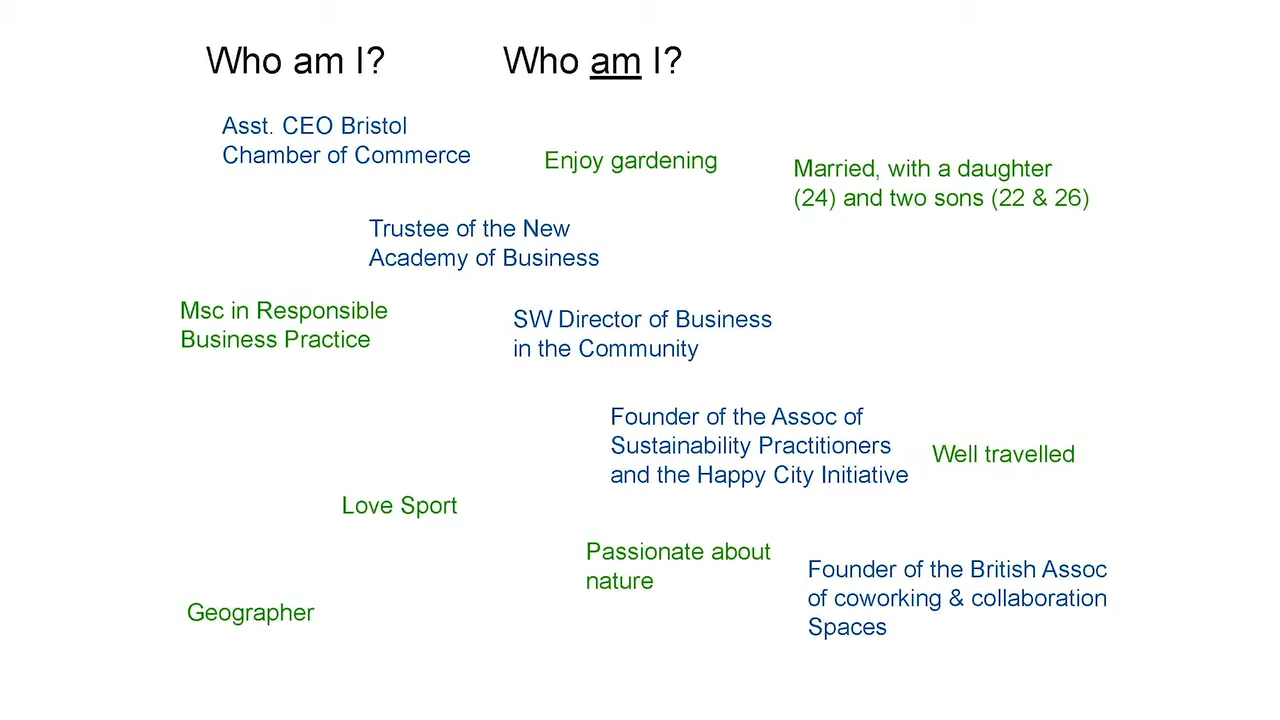 Who am I?
Who am I?
Asst. CEO Bristol
Chamber of Commerce
Enjoy gardening
Married, with a daughter
(24) and two sons (22 & 26)
Trustee of the New
Academy of Business
Msc in Responsible
Business Practice
SW Director of Business
in the Community
Founder of the Assoc of
Sustainability Practitioners
and the Happy City Initiative
Well travelled
Love Sport
Passionate about
nature
Founder of the British Assoc
of coworking & collaboration
Spaces
Geographer